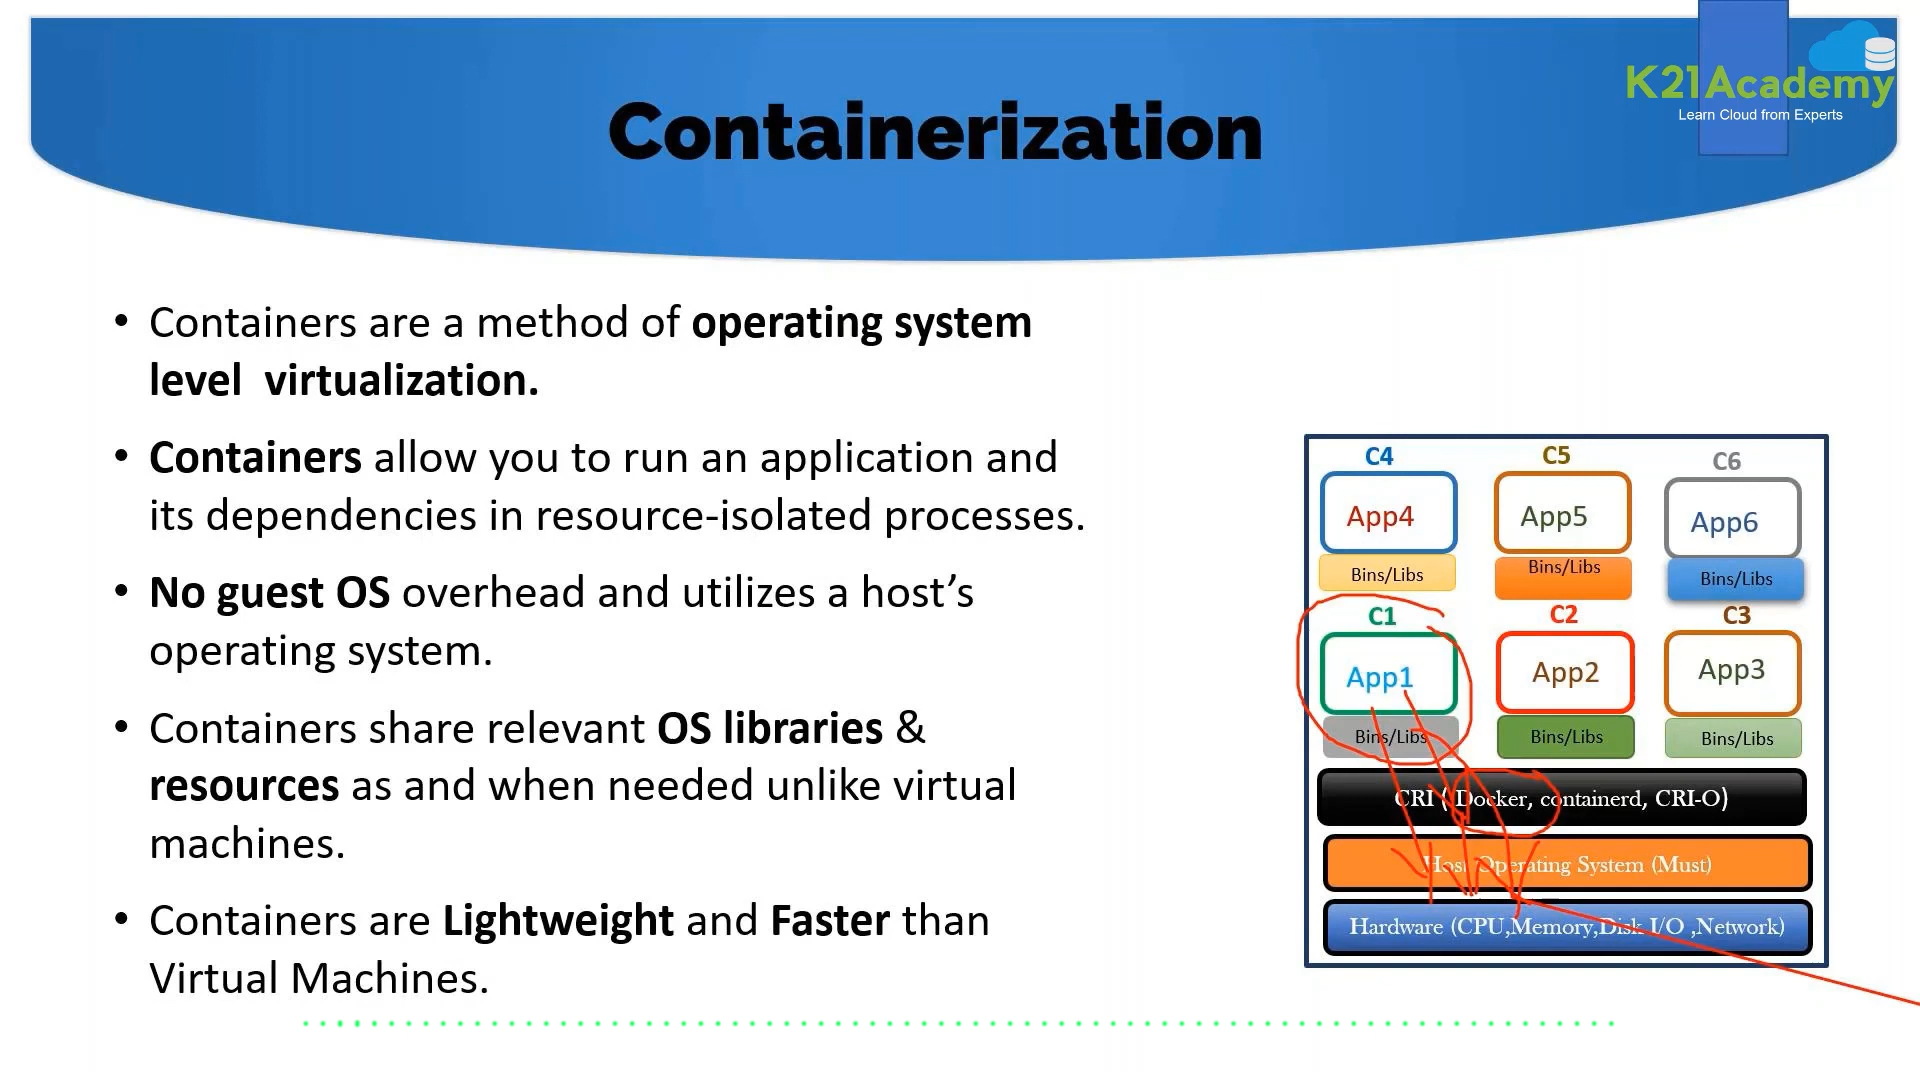 K21Academy
Learn Cloud from Experts
Containerization
• Containers are a method of operating system
level virtualization.
• Containers allow you to run an application and
its dependencies in resource-isolated processes.
• No guest OS overhead and utilizes a host’s
operating system.
• Containers share relevant OS libraries &
resources as and when needed unlike virtual
machines.
• Containers are Lightweight and Faster than
Virtual Machines.
C4 C5 C6
App4 App5 App6
Bins/Libs Bins/Libs Bins/Libs
C1 C2 C3
App1 App2 App3
Bins/Libs Bins/Libs Bins/Libs
CRI ( Docker, containerd, CRI-O)
Host Operating System (Must)
Hardware (CPU,Memory,Disk I/O ,Network)